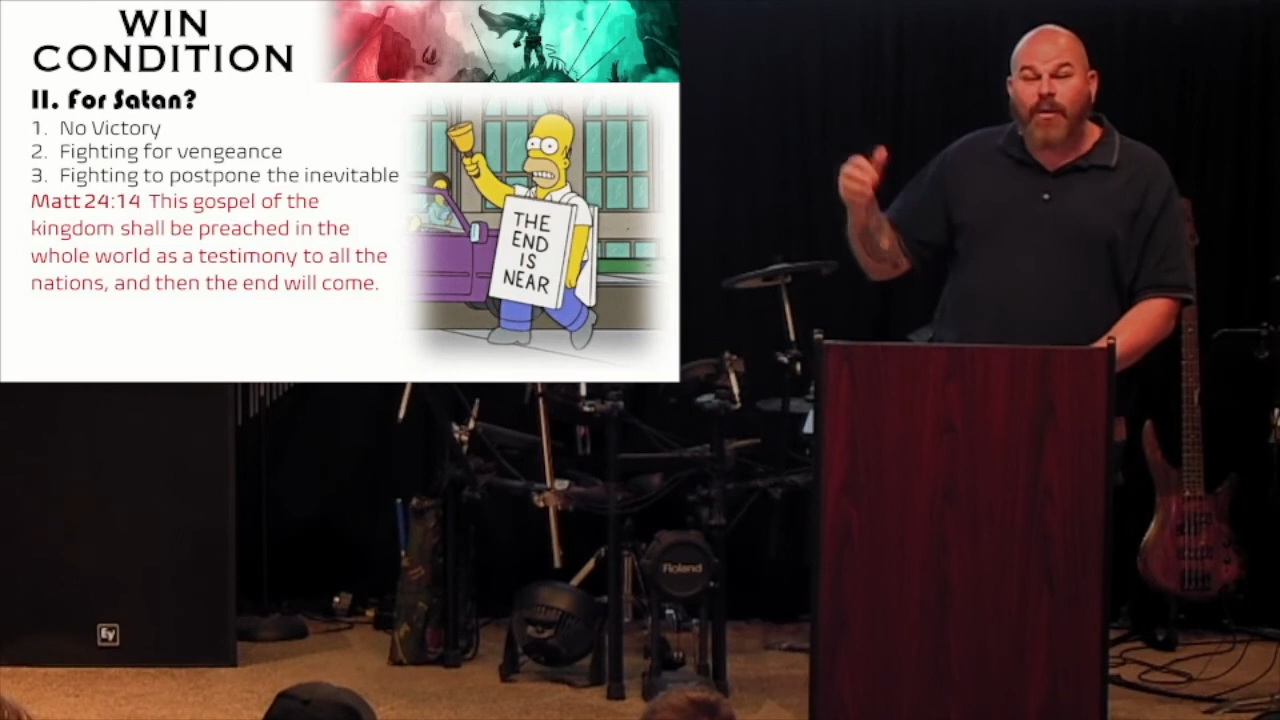 WIN
CONDITION
II. For Satan?
1. No Victory
2. Fighting for vengeance
3. Fighting to postpone the inevitable
Matt 24:14 This gospel of the
kingdom shall be preached in the
whole world as a testimony to all the
nations, and then the end will come.
THE
END
IS
NEAR
Roland
EV